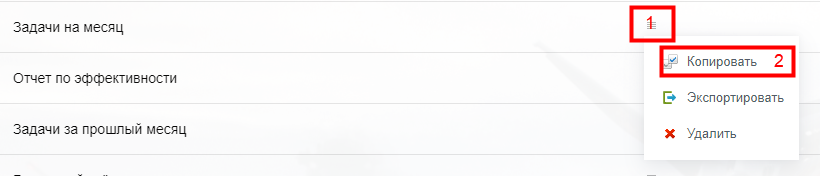 Задачи на месяц 1
Копировать 2
Отчет по эффективности
Экспортировать
Задачи за прошлый месяц
Удалить